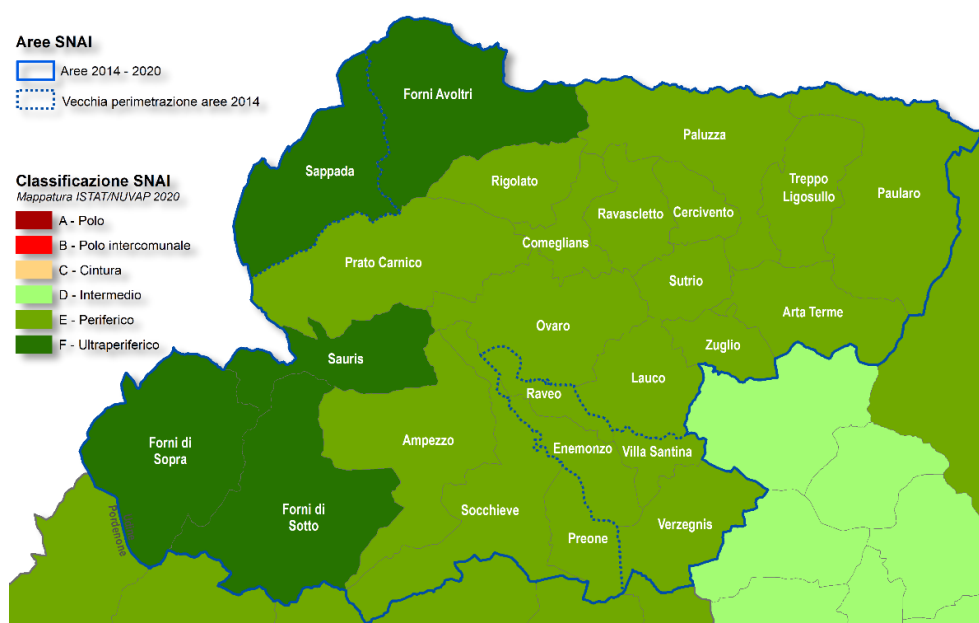 Aree SNAI
Aree 2014 - 2020
Vecchia perimetrazione aree 2014
Classificazione SNAI
Mappatura ISTAT/NUVAP 2020
A - Polo
B - Polo intercomunale
C - Cintura
D - Intermedio
E - Periferico
F - Ultraperiferico
Forni Avoltri
Sappada
Paluzza
Rigolato
Treppo
Ligosullo
Paularo
Ravascletto
Cercivento
Comeglians
Prato Carnico
Sutrio
Arta Terme
Ovaro
Zuglio
Sauris
Lauco
Raveo
Ampezzo
Enemonzo
Villa Santina
Forni di
Sopra
Forni di
Sotto
Socchieve
Verzegnis
Preone
Pordenone